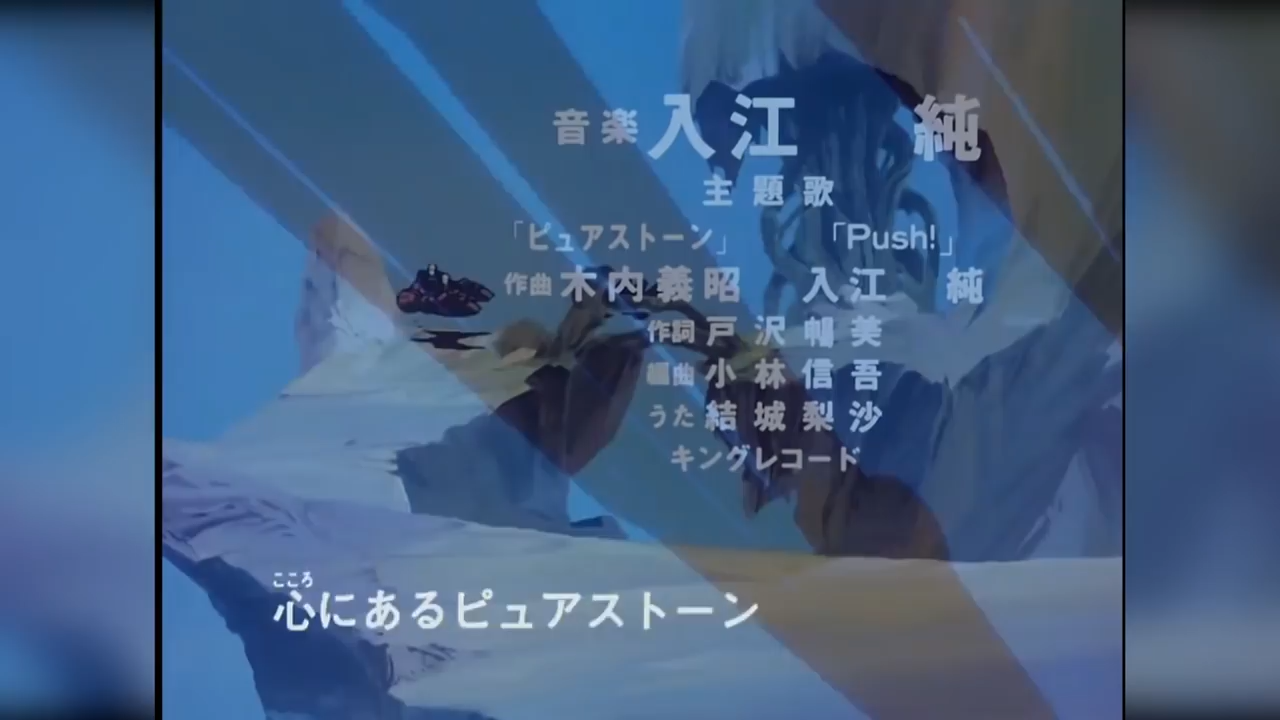 音楽 入江 純
主題歌
「ピュアストーン」 「Push!」
作曲 木内義昭 入江 純
作詞 戸沢暢美
編曲 小林信吾
うた 結城梨沙
キングレコード
こころ
心にあるピュアストーン